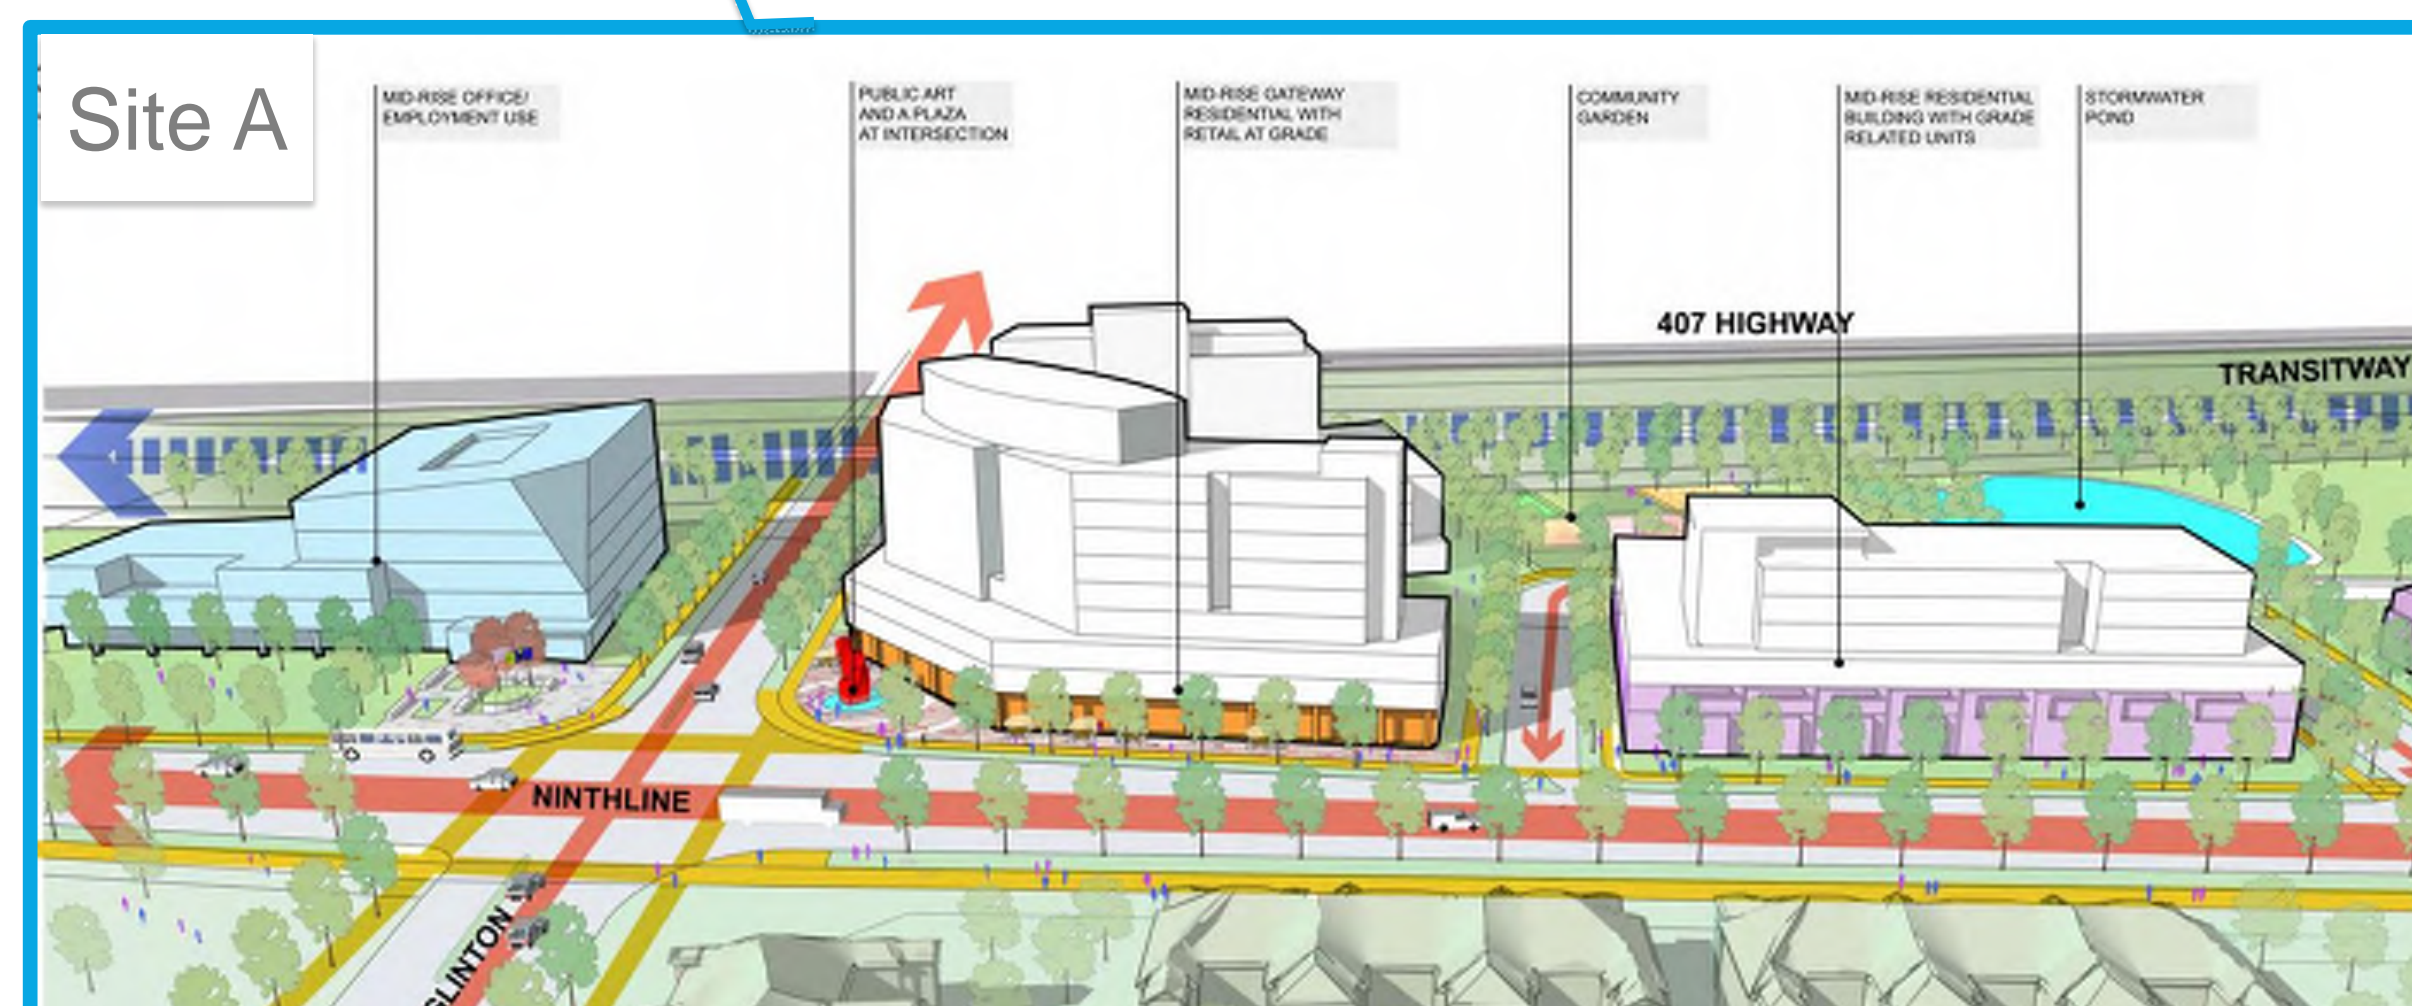 Site A
MID-RISE OFFICE/
EMPLOYMENT USE
PUBLIC ART
AND A PLAZA
AT INTERSECTION
MID-RISE GATEWAY
RESIDENTIAL WITH
RETAIL AT GRADE
COMMUNITY
GARDEN
MID-RISE RESIDENTIAL
BUILDING WITH GRADE
RELATED UNITS
STORMWATER
POND
407 HIGHWAY
TRANSITWAY
NINTHLINE
GLINTON